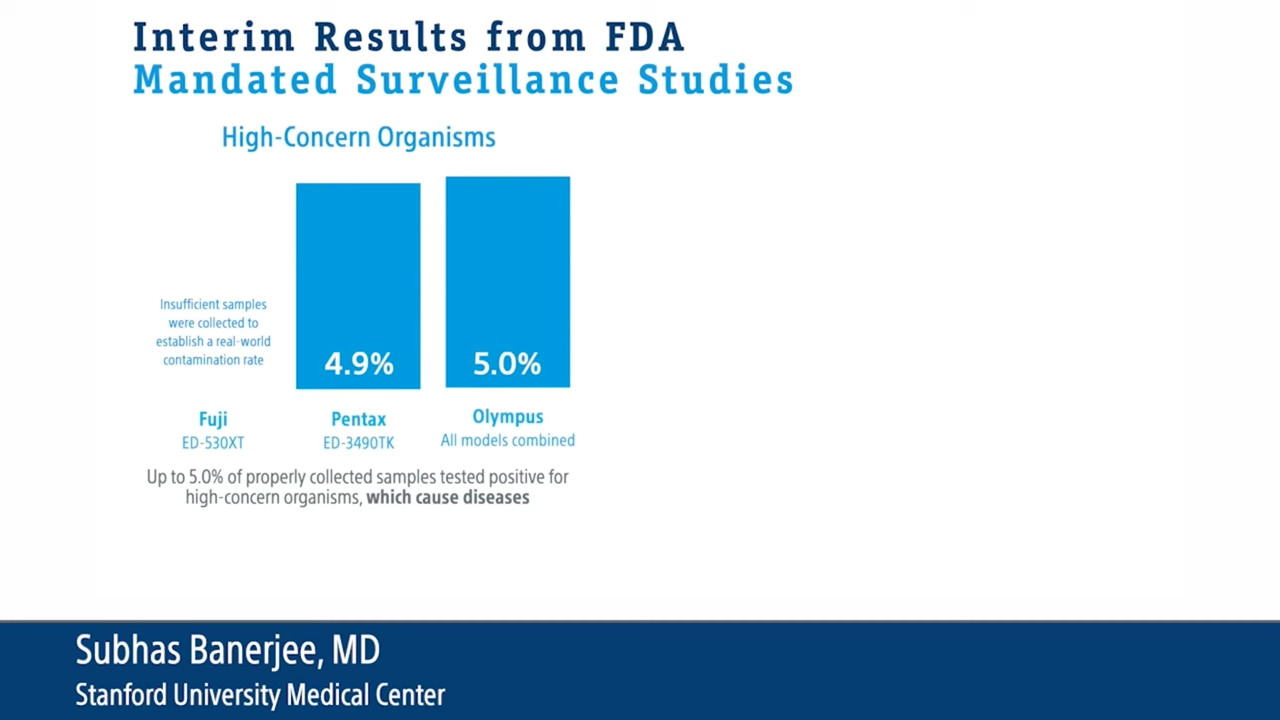 Interim Results from FDA
Mandated Surveillance Studies
High-Concern Organisms
Insufficient samples
were collected to
establish a real-world
contamination rate
4.9%
5.0%
Fuji
ED-530XT
Pentax
ED-3490TK
Olympus
All models combined
Up to 5.0% of properly collected samples tested positive for
high-concern organisms, which cause diseases
Subhas Banerjee, MD
Stanford University Medical Center